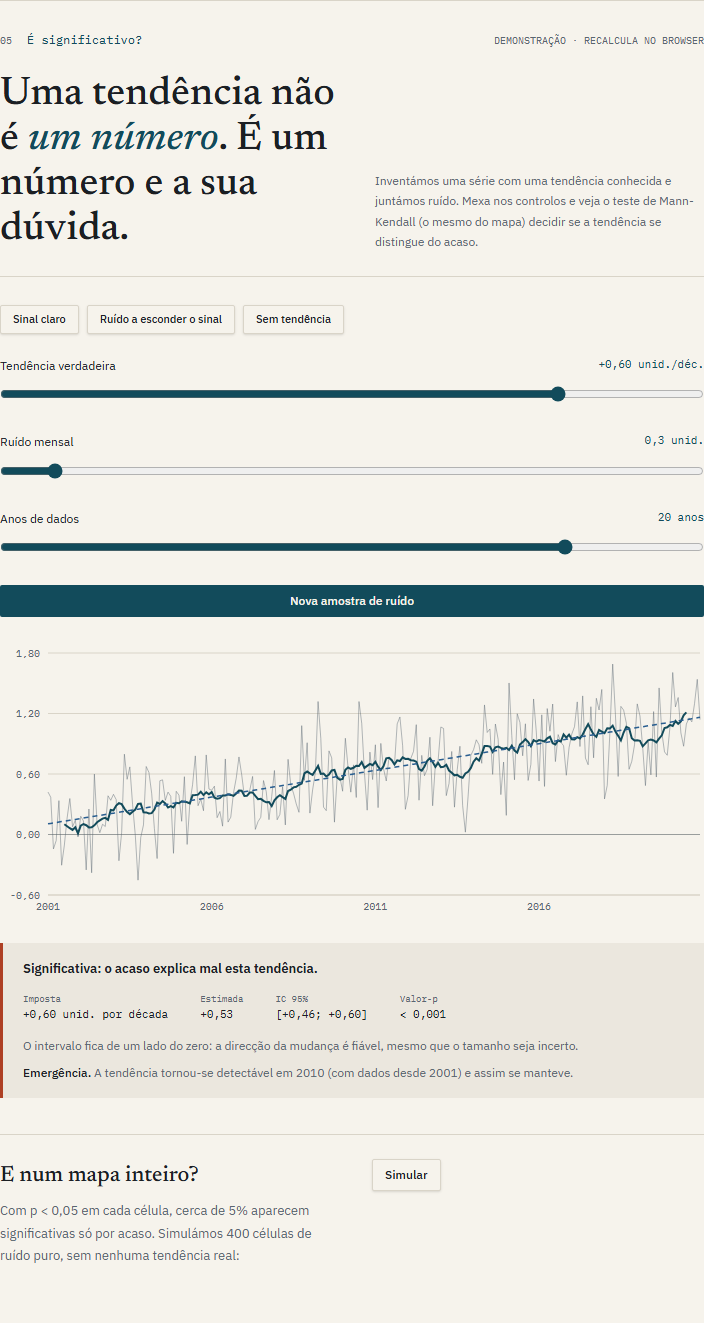 05 É significativo?
DEMONSTRAÇÃO · RECALCULA NO BROWSER
Uma tendência não
é um número. É um
número e a sua
dúvida.
Inventámos uma série com uma tendência conhecida e
juntámos ruído. Mexa nos controlos e veja o teste de Mann-
Kendall (o mesmo do mapa) decidir se a tendência se
distingue do acaso.
Sinal claro
Ruído a esconder o sinal
Sem tendência
Tendência verdadeira
+0,60 unid./déc.
Ruído mensal
0,3 unid.
Anos de dados
20 anos
Nova amostra de ruído
1,80
1,20
0,60
0,00
-0,60
2001
2006
2011
2016
Significativa: o acaso explica mal esta tendência.
Imposta
+0,60 unid. por década
Estimada
+0,53
IC 95%
[+0,46; +0,60]
Valor-p
< 0,001
O intervalo fica de um lado do zero: a direcção da mudança é fiável, mesmo que o tamanho seja incerto.
Emergência. A tendência tornou-se detectável em 2010 (com dados desde 2001) e assim se manteve.
E num mapa inteiro?
Simular
Com p < 0,05 em cada célula, cerca de 5% aparecem
significativas só por acaso. Simulámos 400 células de
ruído puro, sem nenhuma tendência real: